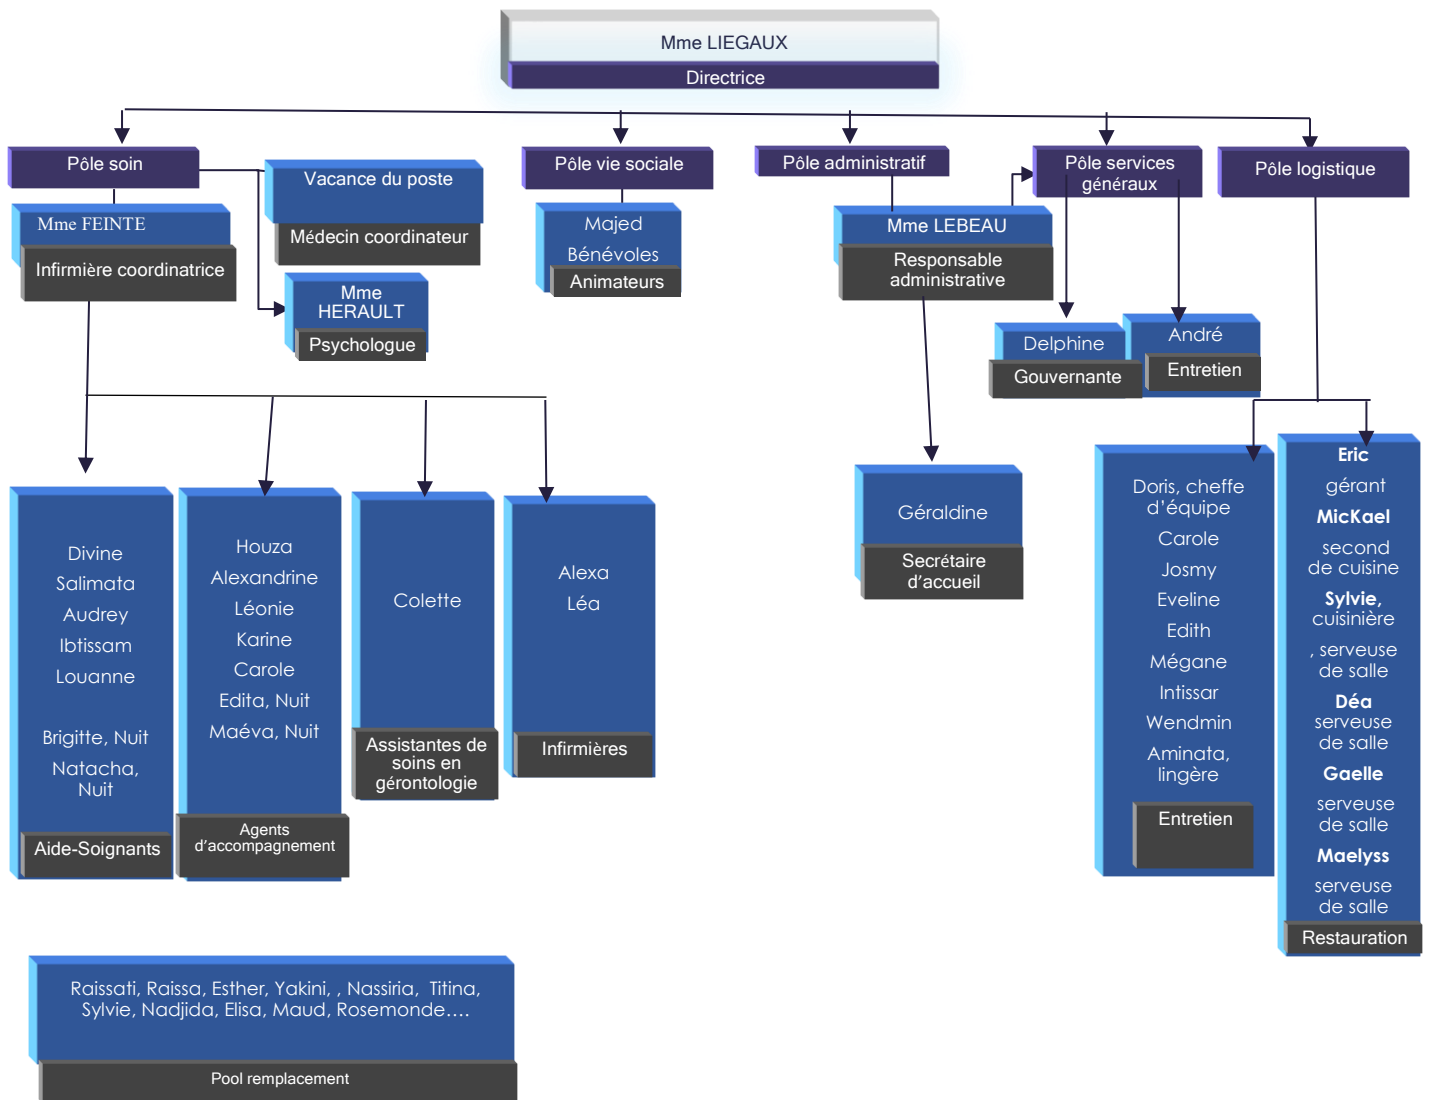 Mme LIEGAUX
Directrice
Pôle soin
Pôle vie sociale
Pôle administratif
Pôle services
généraux
Pôle logistique
Mme FEINTE
Infirmière coordinatrice
Vacance du poste
Médecin coordinateur
Mme
HERAULT
Psychologue
Majed
Bénévoles
Animateurs
Mme LEBEAU
Responsable
administrative
Delphine
Gouvernante
André
Entretien
Divine
Salimata
Audrey
Ibtissam
Louanne
Brigitte, Nuit
Natacha,
Nuit
Aide-Soignants
Houza
Alexandrine
Léonie
Karine
Carole
Edita, Nuit
Maéva, Nuit
Agents
d'accompagnement
Colette
Assistantes de
soins en
gérontologie
Alexa
Léa
Infirmières
Géraldine
Secrétaire
d'accueil
Doris, cheffe
d'équipe
Carole
Josmy
Eveline
Edith
Mégane
Intissar
Wendmin
Aminata,
lingère
Entretien
Eric
gérant
MicKael
second
de cuisine
Sylvie,
cuisinière
, serveuse
de salle
Déa
serveuse
de salle
Gaelle
serveuse
de salle
Maelyss
serveuse
de salle
Restauration
Raissati, Raissa, Esther, Yakini, , Nassiria, Titina,
Sylvie, Nadjida, Elisa, Maud, Rosemonde….
Pool remplacement